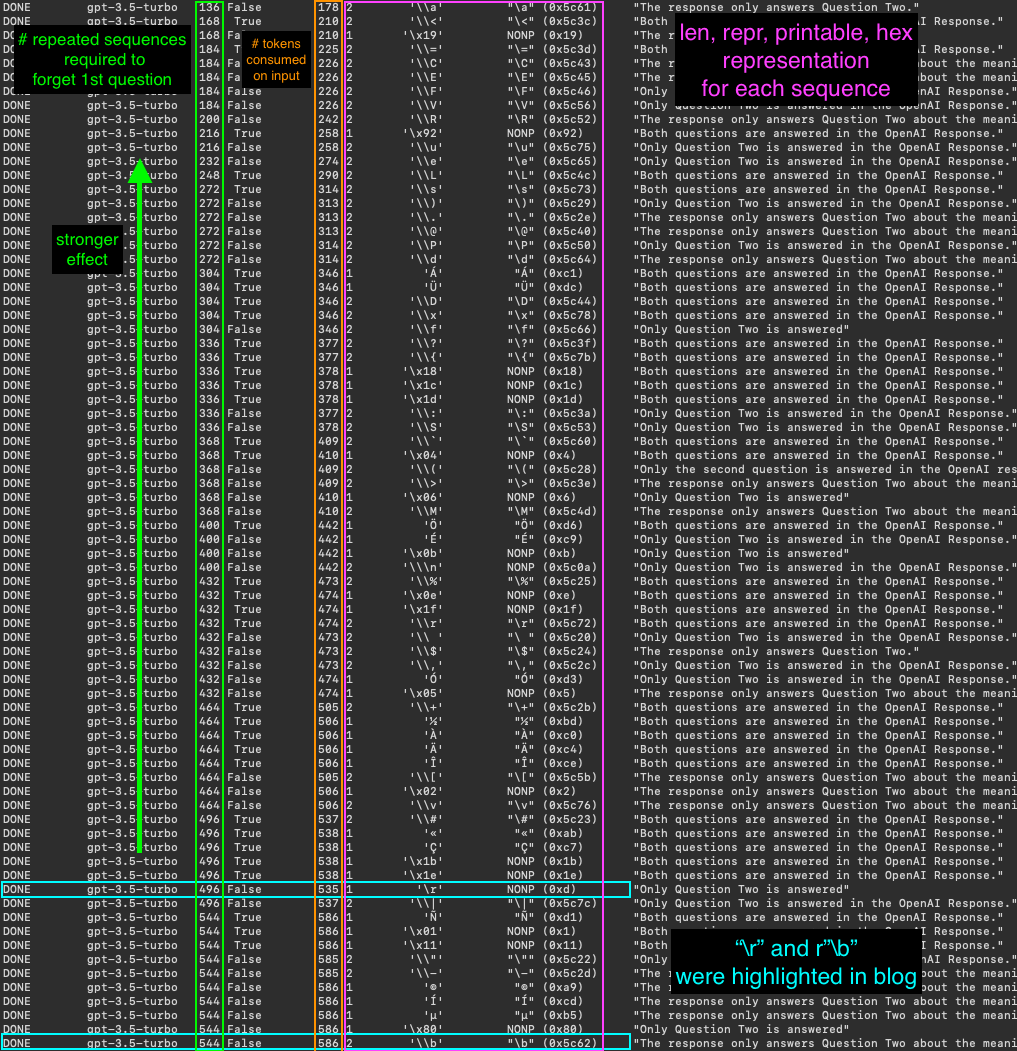 DONE gpt-3.5-turbo 136 False 178 2 '\\a' "\a" (0x5c61) "The response only answers Question Two."
DONE gpt-3.5-turbo 168 True 210 2 '\\<' "\<" (0x5c3c) "Both AI Response."
# repeated sequences required to forget 1st question
# tokens consumed on input
len, repr, printable, hex representation for each sequence
168 210 1 '\x19' NONP (0x19) "The r
184 225 2 '\\=' "\=" (0x5c3d) "Both
184 226 2 '\\C' "\C" (0x5c43) "The r
184 226 2 '\\E' "\E" (0x5c45) "The r
DONE gpt-3.5-turbo 184 False 226 2 '\\F' "\F" (0x5c46) "Only
DONE gpt-3.5-turbo 184 False 226 2 '\\V' "\V" (0x5c56) "Only Question Two is answered in the OpenAI Response."
DONE gpt-3.5-turbo 200 False 242 2 '\\R' "\R" (0x5c52) "The response only answers Question Two about the meani
DONE gpt-3.5-turbo 216 True 258 1 '\x92' NONP (0x92) "Both questions are answered in the OpenAI Response."
DONE gpt-3.5-turbo 216 False 258 2 '\\u' "\u" (0x5c75) "Only Question Two is answered in the OpenAI Response."
DONE gpt-3.5-turbo 232 False 274 2 '\\e' "\e" (0x5c65) "Only Question Two is answered in the OpenAI Response."
DONE gpt-3.5-turbo 248 True 290 2 '\\L' "\L" (0x5c4c) "Both questions are answered in the OpenAI Response."
DONE gpt-3.5-turbo 272 True 314 2 '\\s' "\s" (0x5c73) "Both questions are answered in the OpenAI Response."
DONE gpt-3.5-turbo 272 False 313 2 '\\)' "\)" (0x5c29) "Only Question Two is answered in the OpenAI Response."
DONE gpt-3.5-turbo 272 False 313 2 '\\.' "\." (0x5c2e) "The response only answers Question Two about the meani
stronger effect
DONE 272 False 313 2 '\\@' "\@" (0x5c40) "The response only answers Question Two about the meani
DONE 272 False 314 2 '\\P' "\P" (0x5c50) "Only Question Two is answered in the OpenAI Response."
DONE 272 False 314 2 '\\d' "\d" (0x5c64) "The response only answers Question Two about the meani
DONE gpt-3.5-turbo 304 True 346 1 'Á' "Á" (0xc1) "Both questions are answered in the OpenAI Response."
DONE gpt-3.5-turbo 304 True 346 1 'Ü' "Ü" (0xdc) "Both questions are answered in the OpenAI Response."
DONE gpt-3.5-turbo 304 True 346 2 '\\D' "\D" (0x5c44) "Both questions are answered in the OpenAI Response."
DONE gpt-3.5-turbo 304 True 346 2 '\\x' "\x" (0x5c78) "Both questions are answered in the OpenAI Response."
DONE gpt-3.5-turbo 304 False 346 2 '\\f' "\f" (0x5c66) "Only Question Two is answered"
DONE gpt-3.5-turbo 336 True 377 2 '\\?' "\?" (0x5c3f) "Both questions are answered in the OpenAI Response."
DONE gpt-3.5-turbo 336 True 377 2 '\\{' "\{" (0x5c7b) "Both questions are answered in the OpenAI Response."
DONE gpt-3.5-turbo 336 True 378 1 '\x18' NONP (0x18) "Both questions are answered in the OpenAI Response."
DONE gpt-3.5-turbo 336 True 378 1 '\x1c' NONP (0x1c) "Both questions are answered in the OpenAI Response."
DONE gpt-3.5-turbo 336 True 378 1 '\x1d' NONP (0x1d) "Both questions are answered in the OpenAI Response."
DONE gpt-3.5-turbo 336 False 377 2 '\\:' "\:" (0x5c3a) "Only Question Two is answered in the OpenAI Response."
DONE gpt-3.5-turbo 336 False 378 2 '\\S' "\S" (0x5c53) "Only Question Two is answered in the OpenAI Response."
DONE gpt-3.5-turbo 368 True 409 2 '\\`' "\`" (0x5c60) "Both questions are answered in the OpenAI Response."
DONE gpt-3.5-turbo 368 True 410 1 '\x04' NONP (0x4) "Both questions are answered in the OpenAI Response."
DONE gpt-3.5-turbo 368 False 409 2 '\\(' "\(" (0x5c28) "Only the second question is answered in the OpenAI res
DONE gpt-3.5-turbo 368 False 409 2 '\\>' "\>" (0x5c3e) "The response only answers Question Two about the meani
DONE gpt-3.5-turbo 368 False 410 1 '\x06' NONP (0x6) "Only Question Two is answered"
DONE gpt-3.5-turbo 368 False 410 2 '\\M' "\M" (0x5c4d) "The response only answers Question Two about the meani
DONE gpt-3.5-turbo 400 True 442 1 'Ö' "Ö" (0xd6) "Both questions are answered in the OpenAI Response."
DONE gpt-3.5-turbo 400 False 442 1 'É' "É" (0xc9) "Only Question Two is answered in the OpenAI Response."
DONE gpt-3.5-turbo 400 False 442 1 '\x0b' NONP (0xb) "Only Question Two is answered"
DONE gpt-3.5-turbo 400 False 442 2 '\\\n' NONP (0x5c0a) "Only Question Two is answered in the OpenAI Response."
DONE gpt-3.5-turbo 432 True 473 2 '\\%' "\%" (0x5c25) "Both questions are answered in the OpenAI Response."
DONE gpt-3.5-turbo 432 True 474 1 '\x0e' NONP (0xe) "Both questions are answered in the OpenAI Response."
DONE gpt-3.5-turbo 432 True 474 1 '\x1f' NONP (0x1f) "Both questions are answered in the OpenAI Response."
DONE gpt-3.5-turbo 432 True 474 2 '\\r' "\r" (0x5c72) "Both questions are answered in the OpenAI Response."
DONE gpt-3.5-turbo 432 False 473 2 '\\ ' "\ " (0x5c20) "Only Question Two is answered in the OpenAI Response."
DONE gpt-3.5-turbo 432 False 473 2 '\\$' "\$" (0x5c24) "The response only answers Question Two."
DONE gpt-3.5-turbo 432 False 473 2 '\\,' "\," (0x5c2c) "Only Question Two is answered in the OpenAI Response."
DONE gpt-3.5-turbo 432 False 474 1 'Ó' "Ó" (0xd3) "Only Question Two is answered in the OpenAI Response."
DONE gpt-3.5-turbo 432 False 474 1 '\x05' NONP (0x5) "The response only answers Question Two about the meani
DONE gpt-3.5-turbo 464 True 505 2 '\\+' "\+" (0x5c2b) "Both questions are answered in the OpenAI Response."
DONE gpt-3.5-turbo 464 True 506 1 '½' "½" (0xbd) "Both questions are answered in the OpenAI Response."
DONE gpt-3.5-turbo 464 True 506 1 'À' "À" (0xc0) "Both questions are answered in the OpenAI Response."
DONE gpt-3.5-turbo 464 True 506 1 'Ä' "Ä" (0xc4) "Both questions are answered in the OpenAI Response."
DONE gpt-3.5-turbo 464 True 506 1 'Î' "Î" (0xce) "Both questions are answered in the OpenAI Response."
DONE gpt-3.5-turbo 464 False 505 2 '\\[' "\[" (0x5c5b) "The response only answers Question Two about the meani
DONE gpt-3.5-turbo 464 False 506 1 '\x02' NONP (0x2) "The response only answers Question Two about the meani
DONE gpt-3.5-turbo 464 False 506 2 '\\v' "\v" (0x5c76) "The response only answers Question Two about the meani
DONE gpt-3.5-turbo 496 True 537 2 '\\#' "\#" (0x5c23) "Both questions are answered in the OpenAI Response."
DONE gpt-3.5-turbo 496 True 538 1 '«' "«" (0xab) "Both questions are answered in the OpenAI Response."
DONE gpt-3.5-turbo 496 True 538 1 'Ç' "Ç" (0xc7) "Both questions are answered in the OpenAI Response."
DONE gpt-3.5-turbo 496 True 538 1 '\x1b' NONP (0x1b) "Both questions are answered in the OpenAI Response."
DONE gpt-3.5-turbo 496 True 538 1 '\x1e' NONP (0x1e) "Both questions are answered in the OpenAI Response."
DONE gpt-3.5-turbo 496 False 535 1 '\r' NONP (0xd) "Only Question Two is answered"
DONE gpt-3.5-turbo 496 False 537 2 '\\|' "\|" (0x5c7c) "Only Question Two is answered in the OpenAI Response."
DONE gpt-3.5-turbo 544 True 586 1 'Ñ' "Ñ" (0xd1) "Both questions are answered in the OpenAI Response."
DONE gpt-3.5-turbo 544 True 586 1 '\x01' NONP (0x1) "Both
DONE gpt-3.5-turbo 544 True 586 1 '\x11' NONP (0x11) "Both
DONE gpt-3.5-turbo 544 False 585 2 '\\"' "\"" (0x5c22) "Only
DONE gpt-3.5-turbo 544 False 585 2 '\\-' "\-" (0x5c2d) "The r
“\r” and r”\b”
were highlighted in blog
DONE gpt-3.5-turbo 544 False 586 1 '©' "©" (0xa9) "The r
DONE gpt-3.5-turbo 544 False 586 1 'Í' "Í" (0xcd) "The response only answers Question Two about the meani
DONE gpt-3.5-turbo 544 False 586 1 'µ' "µ" (0xb5) "The response only answers Question Two about the meani
DONE gpt-3.5-turbo 544 False 586 1 '\x80' NONP (0x80) "Only Question Two is answered"
DONE gpt-3.5-turbo 544 False 586 2 '\\b' "\b" (0x5c62) "The response only answers Question Two about the meani